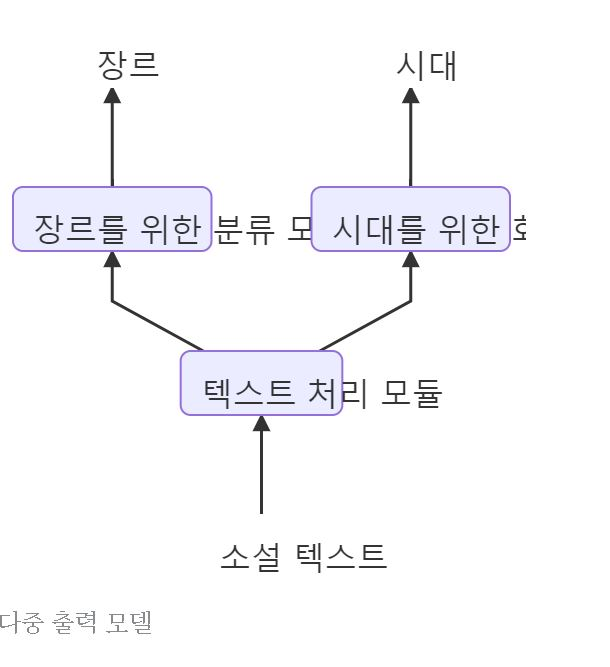 장르
시대
장르를 위한 분류
시대를 위한
텍스트 처리 모듈
소설 텍스트
다중 출력 모델